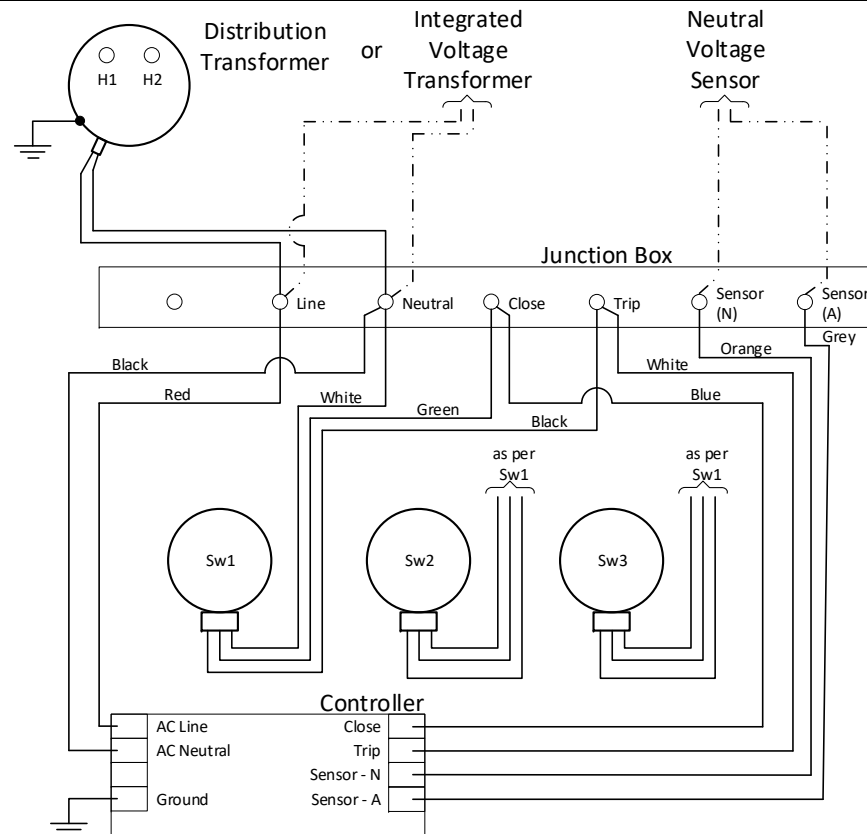 Distribution
Transformer
or
Integrated
Voltage
Transformer
Neutral
Voltage
Sensor
H1
H2
Junction Box
Line
Neutral
Close
Trip
Sensor
(N)
Sensor
(A)
Grey
Orange
Black
White
Red
White
Blue
Green
Black
as per
Sw1
as per
Sw1
Sw1
Sw2
Sw3
Controller
AC Line
Close
AC Neutral
Trip
Sensor - N
Ground
Sensor - A